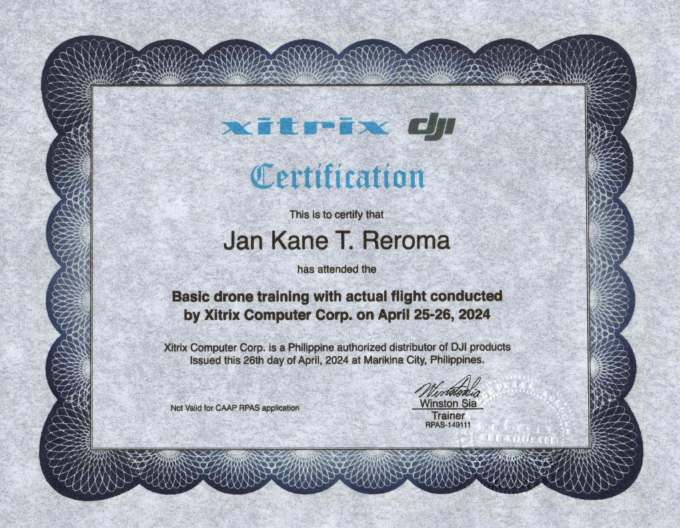 xitrix dji
Certification
This is to certify that
Jan Kane T. Reroma
has attended the
Basic drone training with actual flight conducted
by Xitrix Computer Corp. on April 25-26, 2024
Xitrix Computer Corp. is a Philippine authorized distributor of DJI products
Issued this 26th day of April, 2024 at Marikina City, Philippines.
Not Valid for CAAP RPAS application
Winston Sia
Trainer
RPAS-149111